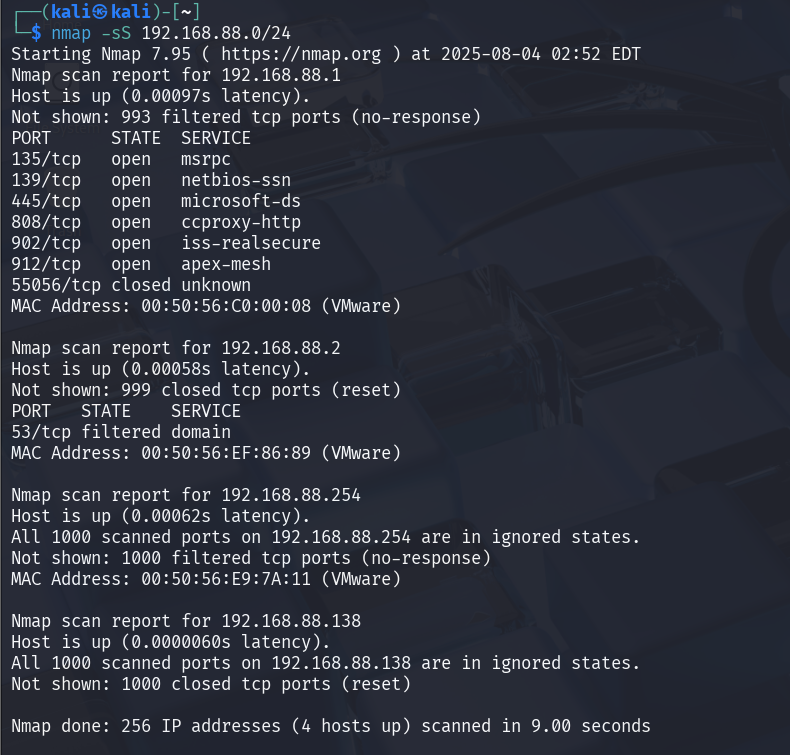 ┌──(kali㉿kali)-[~]
└─$ nmap -sS 192.168.88.0/24
Starting Nmap 7.95 ( https://nmap.org ) at 2025-08-04 02:52 EDT
Nmap scan report for 192.168.88.1
Host is up (0.00097s latency).
Not shown: 993 filtered tcp ports (no-response)
PORT      STATE  SERVICE
135/tcp   open   msrpc
139/tcp   open   netbios-ssn
445/tcp   open   microsoft-ds
808/tcp   open   ccproxy-http
902/tcp   open   iss-realsecure
912/tcp   open   apex-mesh
55056/tcp closed unknown
MAC Address: 00:50:56:C0:00:08 (VMware)

Nmap scan report for 192.168.88.2
Host is up (0.00058s latency).
Not shown: 999 closed tcp ports (reset)
PORT   STATE    SERVICE
53/tcp filtered domain
MAC Address: 00:50:56:EF:86:89 (VMware)

Nmap scan report for 192.168.88.254
Host is up (0.00062s latency).
All 1000 scanned ports on 192.168.88.254 are in ignored states.
Not shown: 1000 filtered tcp ports (no-response)
MAC Address: 00:50:56:E9:7A:11 (VMware)

Nmap scan report for 192.168.88.138
Host is up (0.0000060s latency).
All 1000 scanned ports on 192.168.88.138 are in ignored states.
Not shown: 1000 closed tcp ports (reset)

Nmap done: 256 IP addresses (4 hosts up) scanned in 9.00 seconds